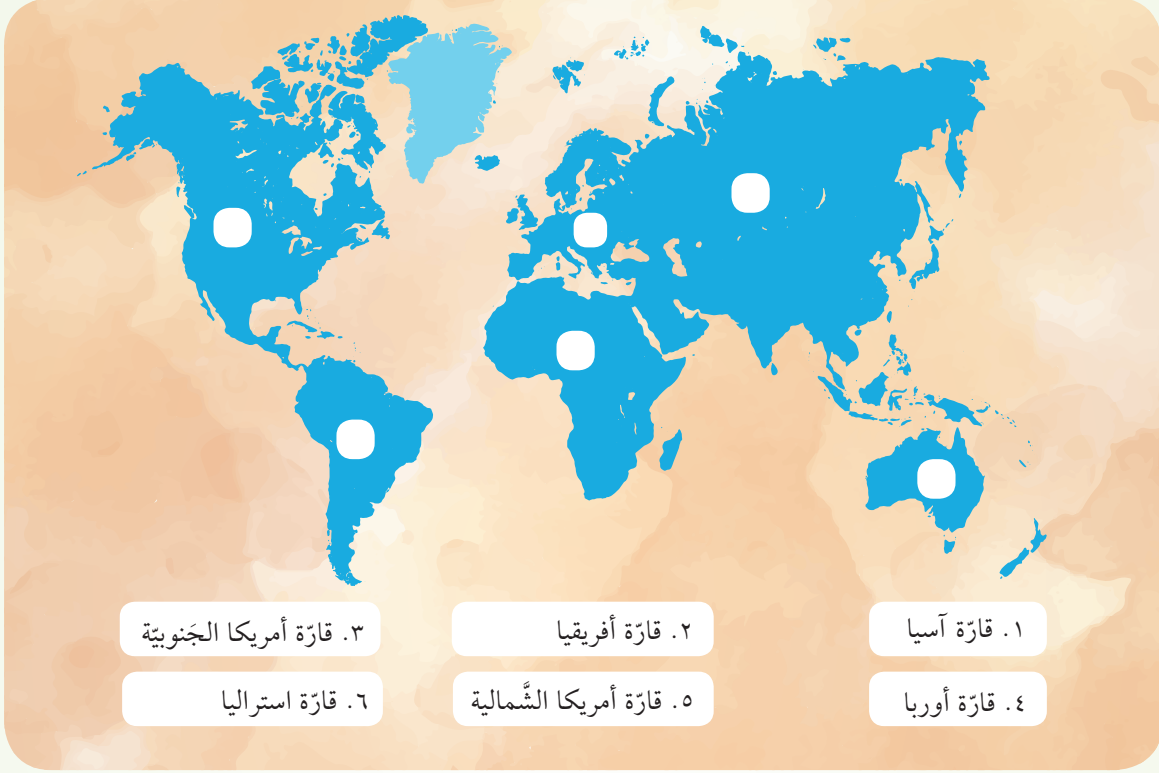 ١. قارّة آسيا
٢. قارّة أفريقيا
٣. قارّة أمريكا الجَنوبيّة
٤. قارّة أوربا
٥. قارّة أمريكا الشَّمالية
٦. قارّة استراليا